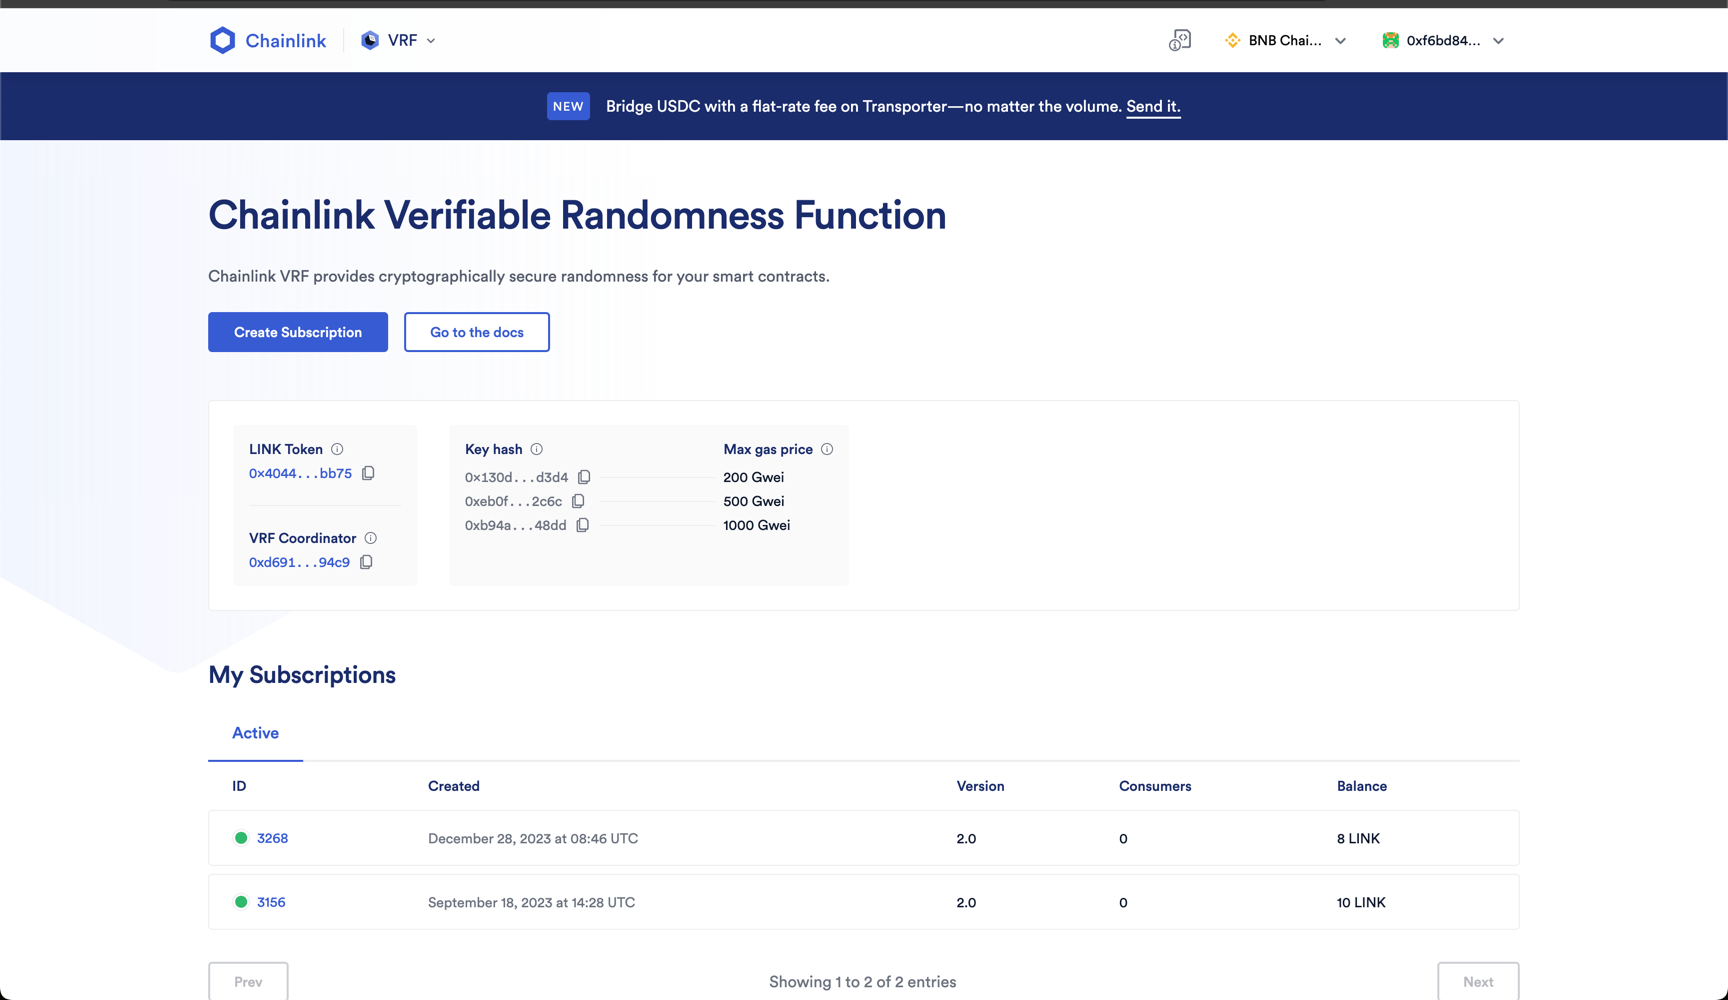 Chainlink VRF BNB Chai... 0xf6bd84...
NEW Bridge USDC with a flat-rate fee on Transporter—no matter the volume. Send it.
Chainlink Verifiable Randomness Function
Chainlink VRF provides cryptographically secure randomness for your smart contracts.
Create Subscription Go to the docs
LINK Token
0x4044...bb75
VRF Coordinator
0xd691...94c9
Key hash Max gas price
0x130d...d3d4 200 Gwei
0xeb0f...2c6c 500 Gwei
0xb94a...48dd 1000 Gwei
My Subscriptions
Active
ID Created Version Consumers Balance
3268 December 28, 2023 at 08:46 UTC 2.0 0 8 LINK
3156 September 18, 2023 at 14:28 UTC 2.0 0 10 LINK
Prev Showing 1 to 2 of 2 entries Next